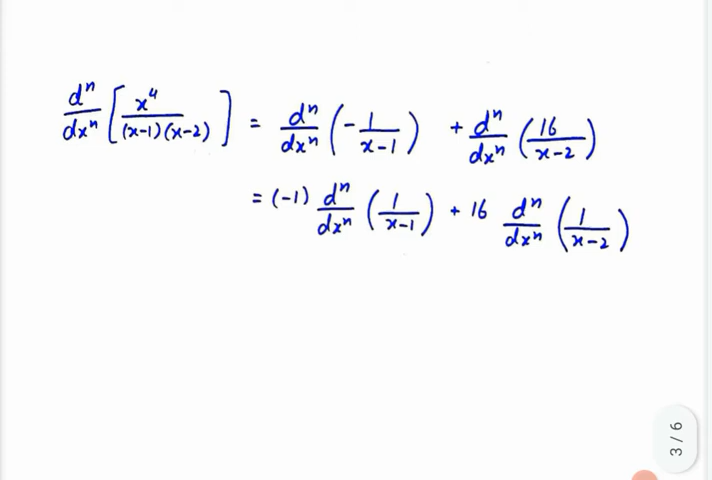 dⁿ/dxⁿ [x⁴/((x-1)(x-2))] = dⁿ/dxⁿ (-1/(x-1)) + dⁿ/dxⁿ (16/(x-2))
= (-1) dⁿ/dxⁿ (1/(x-1)) + 16 dⁿ/dxⁿ (1/(x-2))
3 / 6